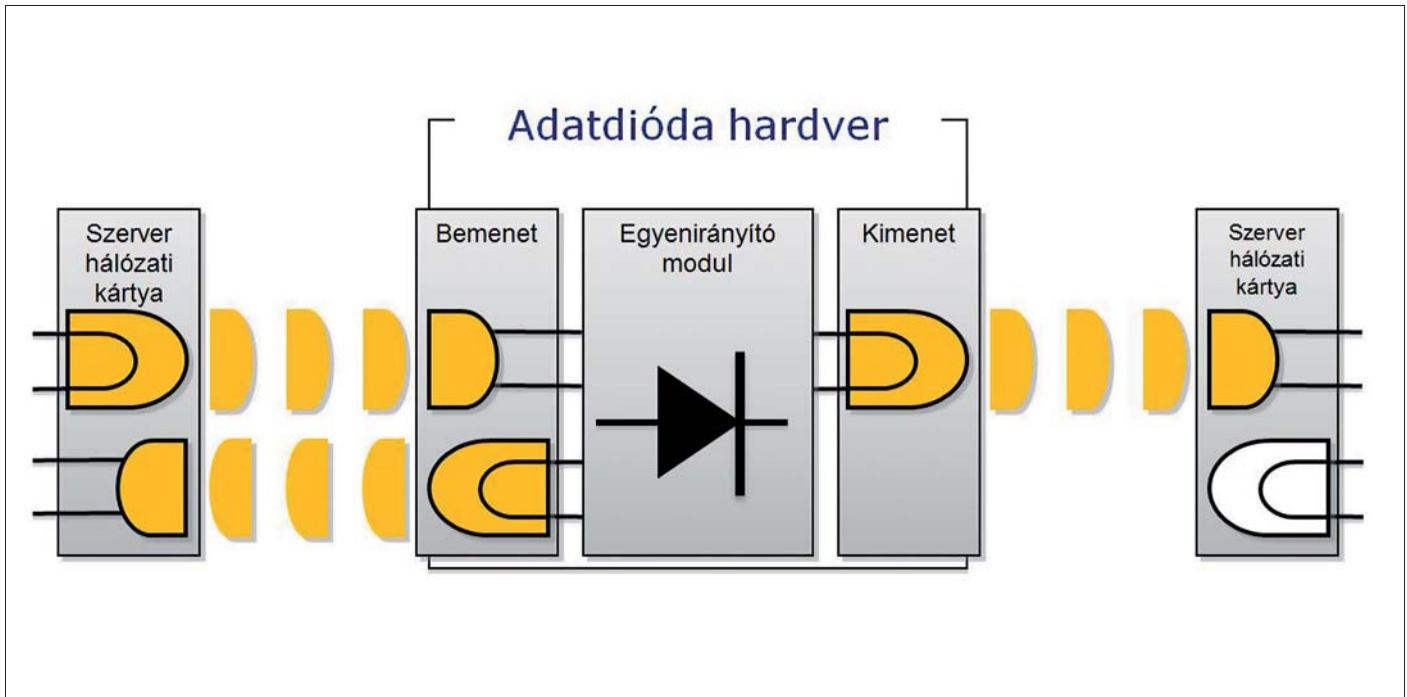 Adatdióda hardver
Szerver
hálózati
kártya
Bemenet
Egyenirányító
modul
Kimenet
Szerver
hálózati
kártya